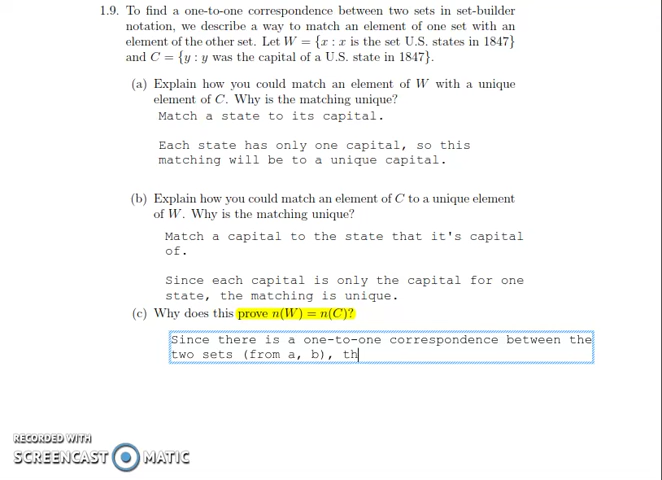 1.9. To find a one-to-one correspondence between two sets in set-builder
notation, we describe a way to match an element of one set with an
element of the other set. Let W = {x : x is the set U.S. states in 1847}
and C = {y : y was the capital of a U.S. state in 1847}.
(a) Explain how you could match an element of W with a unique
element of C. Why is the matching unique?
Match a state to its capital.
Each state has only one capital, so this
matching will be to a unique capital.
(b) Explain how you could match an element of C to a unique element
of W. Why is the matching unique?
Match a capital to the state that it's capital
of.
Since each capital is only the capital for one
state, the matching is unique.
(c) Why does this prove n(W) = n(C)?
Since there is a one-to-one correspondence between the
two sets (from a, b), th
RECORDED WITH
SCREENCAST MATIC